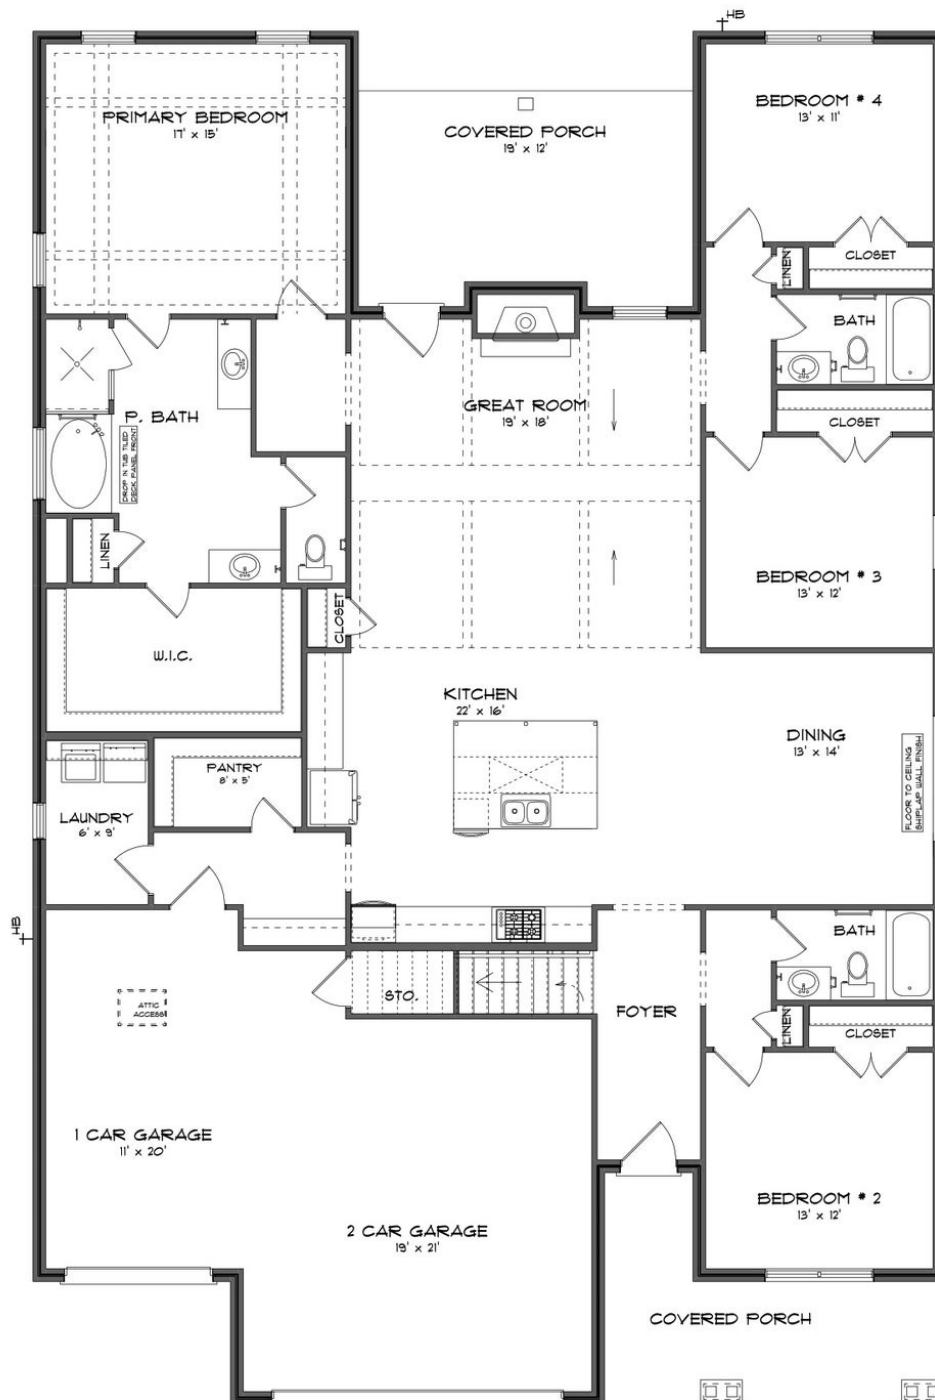 HB
PRIMARY BEDROOM
17' x 15'
COVERED PORCH
19' x 12'
BEDROOM # 4
13' x 11'
LINEN
CLOSET
BATH
P. BATH
DROP IN TUB TILED
DECK, PANEL FRONT
GREAT ROOM
19' x 18'
CLOSET
LINEN
BEDROOM # 3
13' x 12'
CLOSET
W.I.C.
KITCHEN
22' x 16'
DINING
13' x 14'
FLOOR TO CEILING
SHIPLAP WALL FINISH
PANTRY
8' x 5'
LAUNDRY
6' x 9'
HB
BATH
STO.
ATTIC
ACCESS
FOYER
LINEN
CLOSET
1 CAR GARAGE
11' x 20'
2 CAR GARAGE
19' x 21'
BEDROOM # 2
13' x 12'
COVERED PORCH